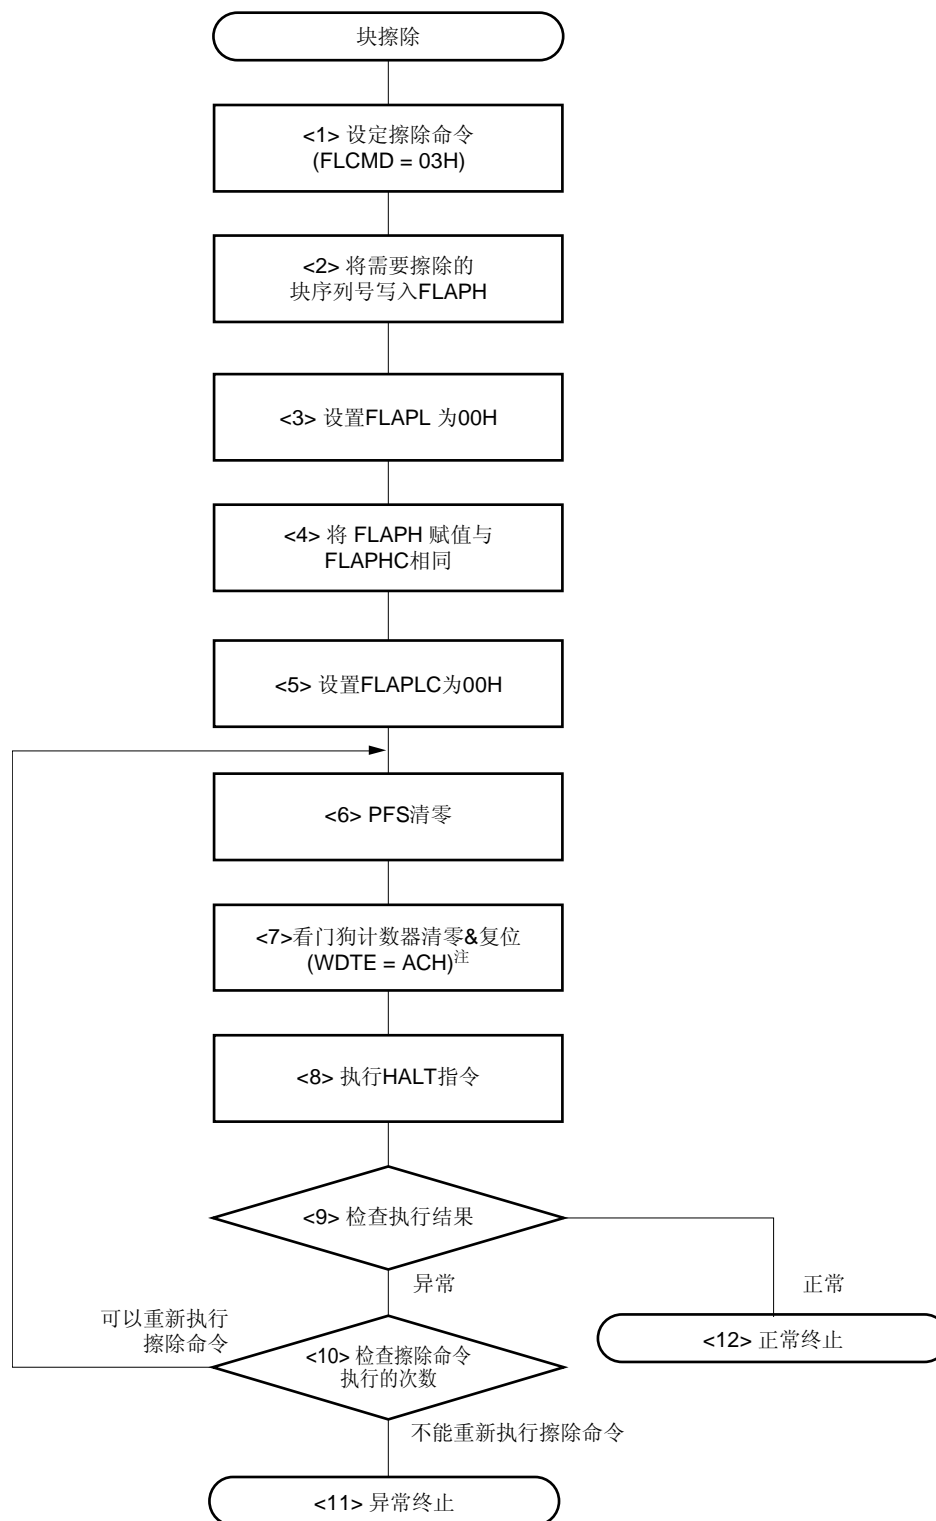 块擦除
<1> 设定擦除命令
(FLCMD = 03H)
<2> 将需要擦除的
块序列号写入FLAPH
<3> 设置FLAPL 为00H
<4> 将 FLAPH 赋值与
FLAPHC相同
<5> 设置FLAPLC为00H
<6> PFS清零
<7>看门狗计数器清零&复位
(WDTE = ACH)注
<8> 执行HALT指令
<9> 检查执行结果
异常
正常
可以重新执行
擦除命令
<10> 检查擦除命令
执行的次数
<12> 正常终止
不能重新执行擦除命令
<11> 异常终止